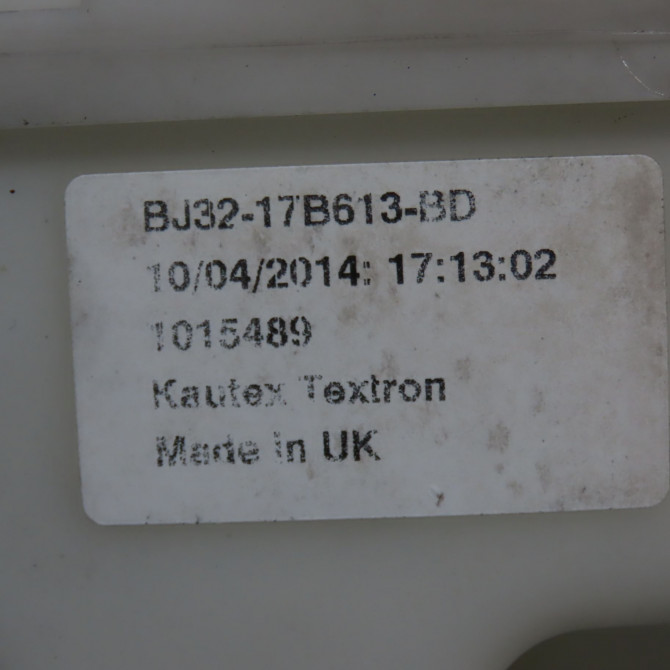 BJ32-17B613-BD
10/04/2014: 17:13:02
1015489
Kautex Textron
Made in UK